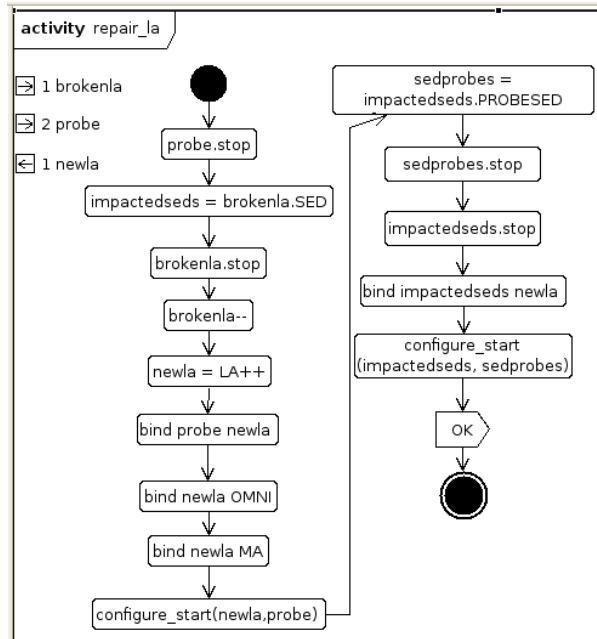 activity repair_la
1 brokenla
2 probe
1 newla
probe.stop
impactedseds = brokenla.SED
brokenla.stop
brokenla--
newla = LA++
bind probe newla
bind newla OMNI
bind newla MA
configure_start(newla,probe)
sedprobes =
impactedseds.PROBESED
sedprobes.stop
impactedseds.stop
bind impactedseds newla
configure_start
(impactedseds, sedprobes)
OK